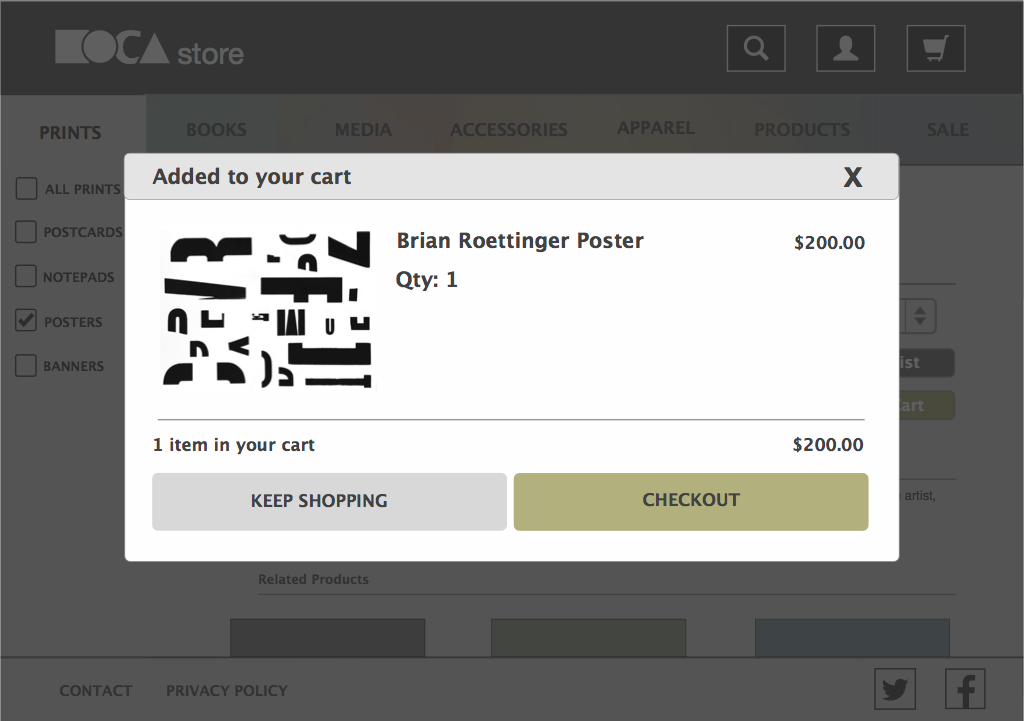 MOCA store
PRINTS
BOOKS
MEDIA
ACCESSORIES
APPAREL
PRODUCTS
SALE
ALL PRINTS
POSTCARDS
NOTEPADS
POSTERS
BANNERS
Added to your cart
X
Brian Roettinger Poster
$200.00
Qty: 1
1 item in your cart
$200.00
KEEP SHOPPING
CHECKOUT
ist
art
artist,
Related Products
CONTACT
PRIVACY POLICY